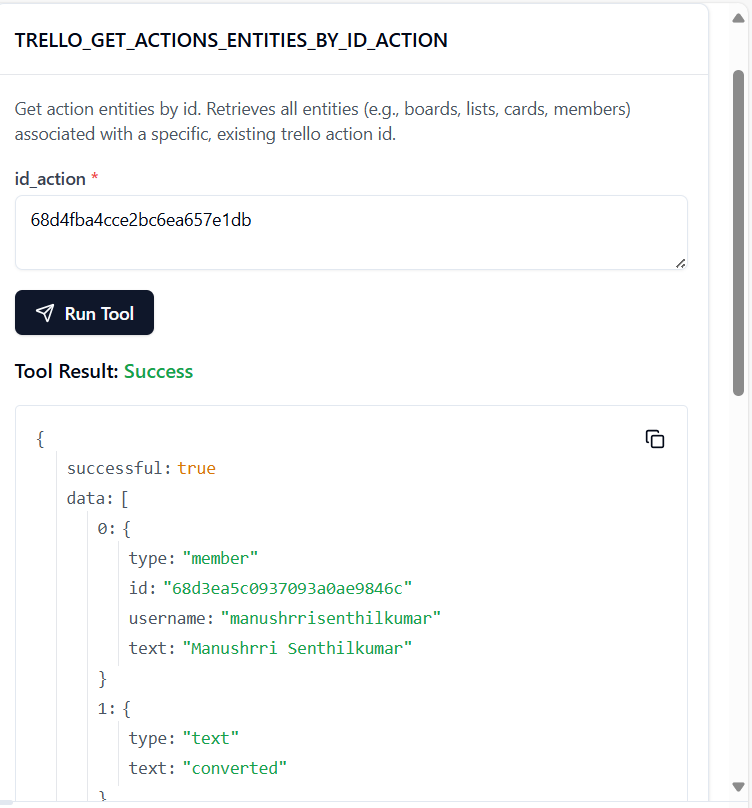 TRELLO_GET_ACTIONS_ENTITIES_BY_ID_ACTION
Get action entities by id. Retrieves all entities (e.g., boards, lists, cards, members)
associated with a specific, existing trello action id.
id_action *
68d4fba4cce2bc6ea657e1db
Run Tool
Tool Result: Success
{
successful: true
data: [
0: {
type: "member"
id: "68d3ea5c0937093a0ae9846c"
username: "manushrrisenthilkumar"
text: "Manushrri Senthilkumar"
}
1: {
type: "text"
text: "converted"
}